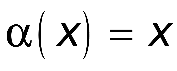 α( x) = x